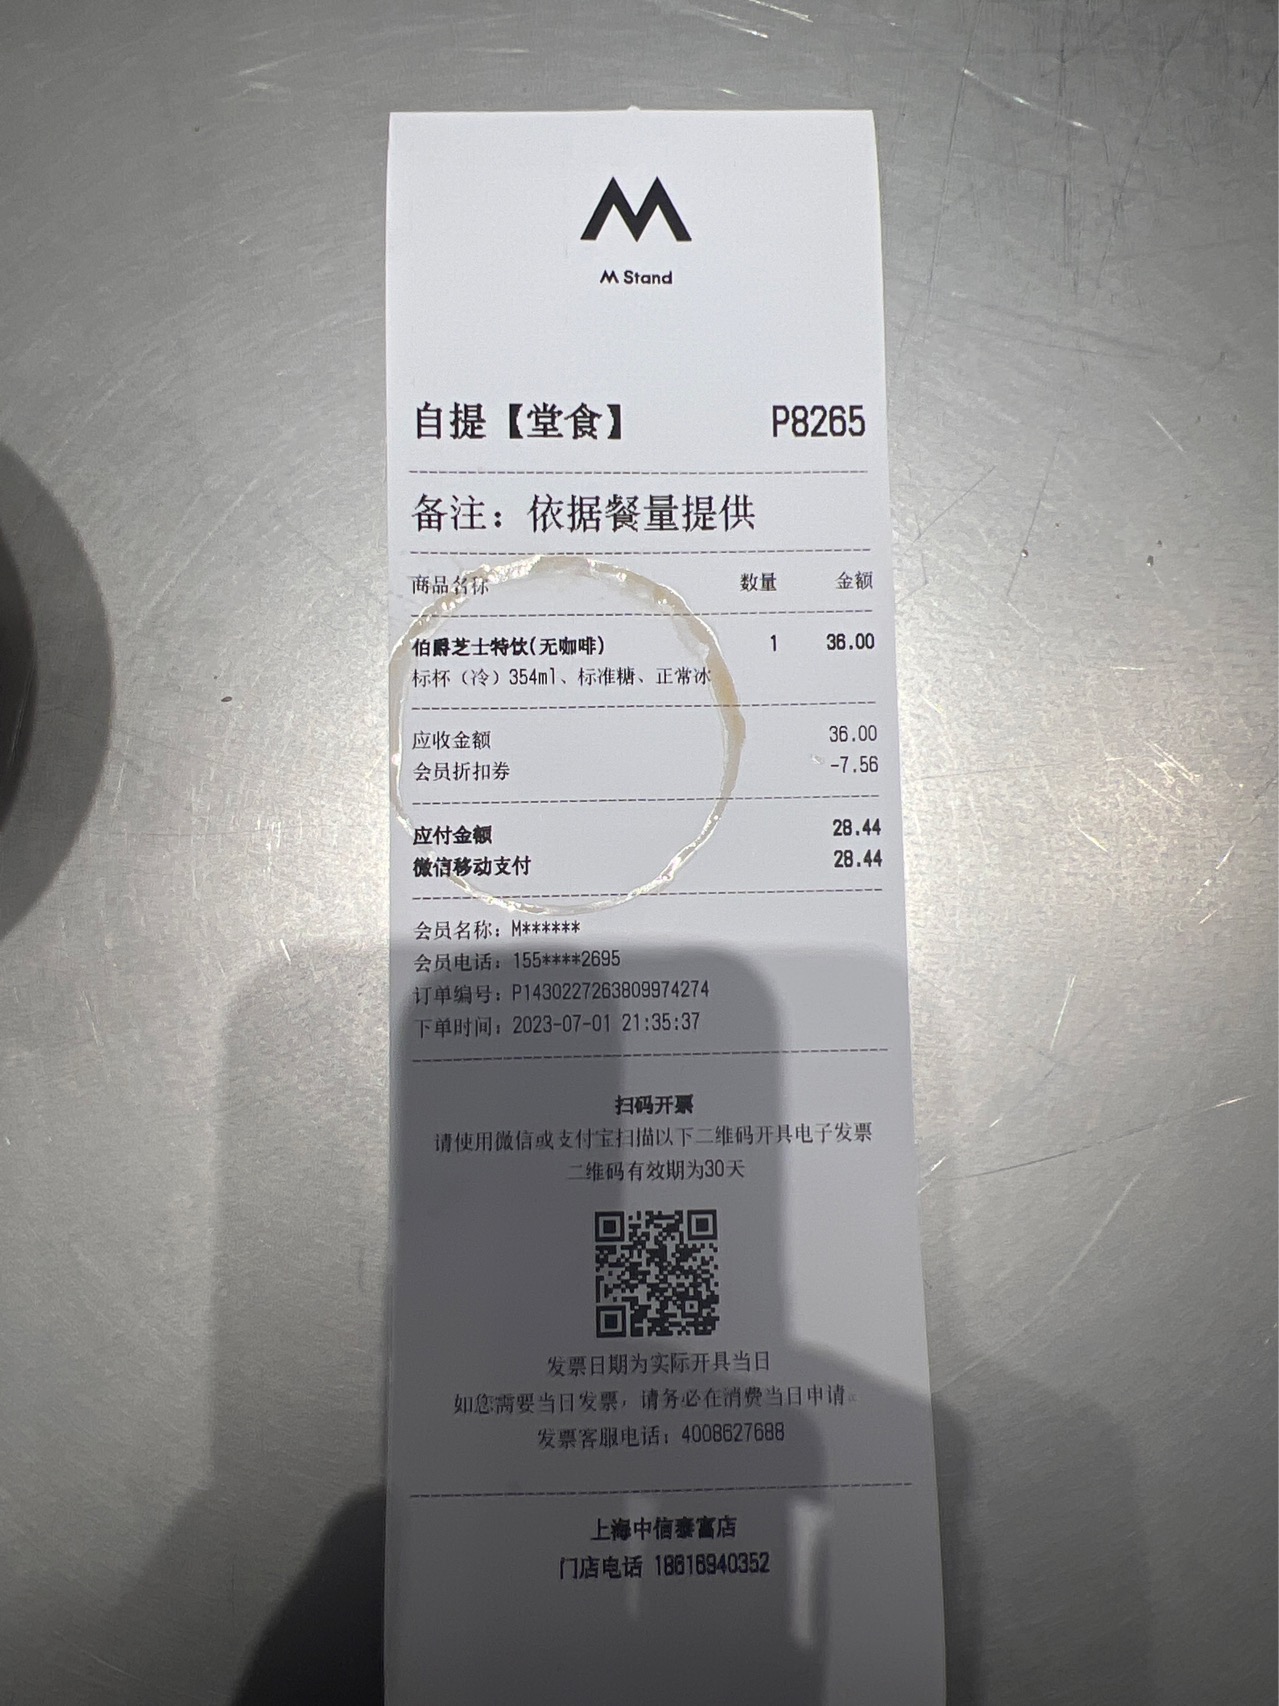 M Stand
自提【堂食】 P8265
备注：依据餐量提供
商品名称 数量 金额
伯爵芝士特饮(无咖啡) 1 36.00
标杯（冷）354ml、标准糖、正常冰
应收金额 36.00
会员折扣券 -7.56
应付金额 28.44
微信移动支付 28.44
会员名称：M******
会员电话：155****2695
订单编号：P1430227263809974274
下单时间：2023-07-01 21:35:37
扫码开票
请使用微信或支付宝扫描以下二维码开具电子发票
二维码有效期为30天
发票日期为实际开具当日
如您需要当日发票，请务必在消费当日申请。
发票客服电话：4008627688
上海中信泰富店
门店电话 18616940352